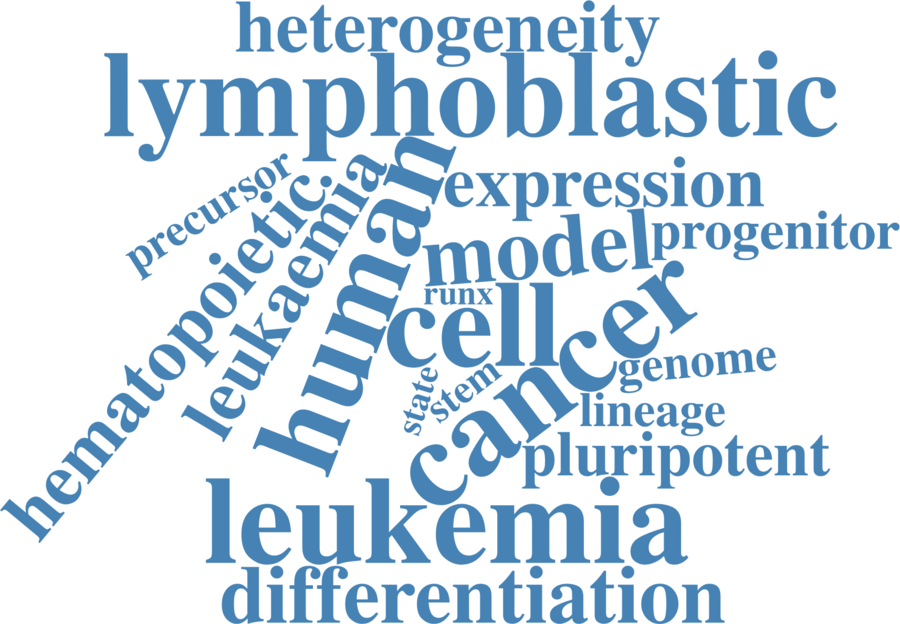 heterogeneity
lymphoblastic
precursor
hematopoietic.
leukaemia
human
expression
model
progenitor
runx
cell
cancer
genome
state
stem
lineage
pluripotent
leukemia
differentiation